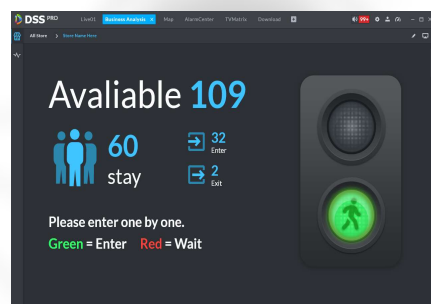 DSS PRO
Live01
Business Analysis
Map
AlarmCenter
TVMatrix
Download
99+
All Store > Store Name Here
Avaliable 109
60
stay
32
Enter
2
Exit
Please enter one by one.
Green = Enter Red = Wait